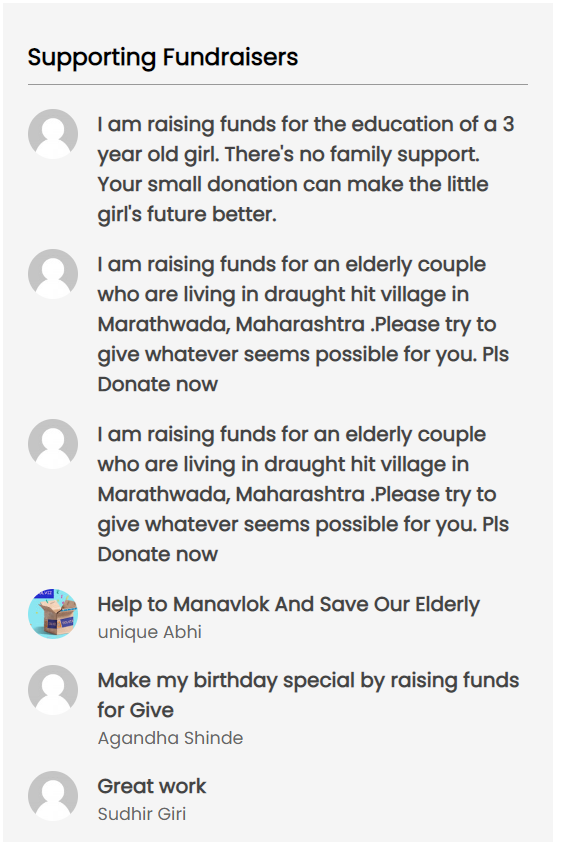 Supporting Fundraisers
I am raising funds for the education of a 3
year old girl. There's no family support.
Your small donation can make the little
girl's future better.
I am raising funds for an elderly couple
who are living in draught hit village in
Marathwada, Maharashtra .Please try to
give whatever seems possible for you. Pls
Donate now
I am raising funds for an elderly couple
who are living in draught hit village in
Marathwada, Maharashtra .Please try to
give whatever seems possible for you. Pls
Donate now
Help to Manavlok And Save Our Elderly
unique Abhi
Make my birthday special by raising funds
for Give
Agandha Shinde
Great work
Sudhir Giri